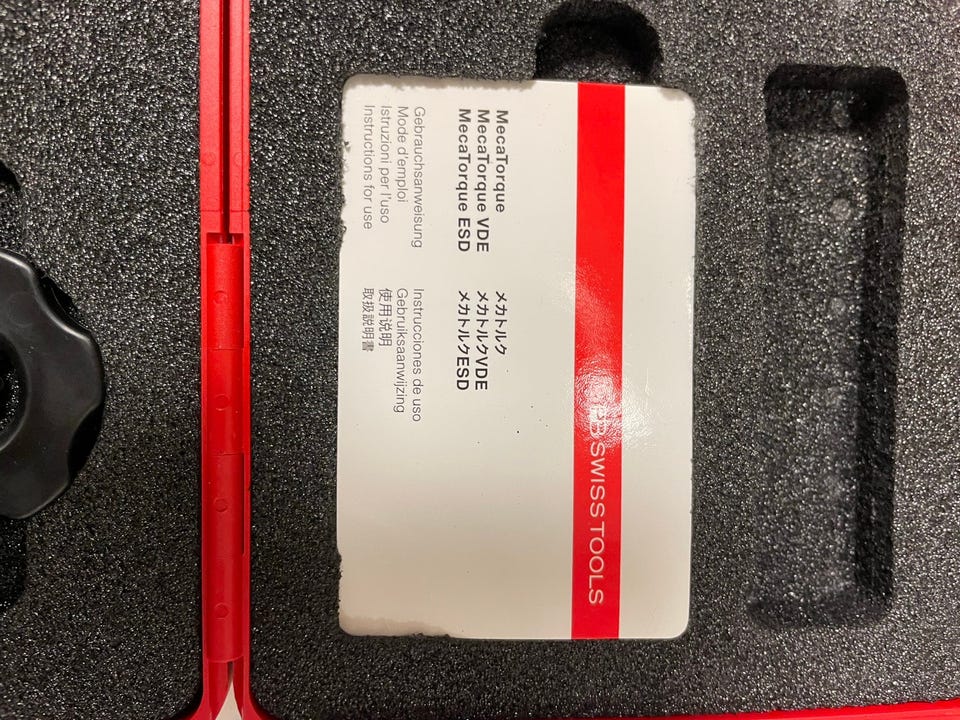 PB SWISS TOOLS
MecaTorque
MecaTorque VDE
MecaTorque ESD
メカトルク
メカトルクVDE
メカトルクESD
Gebrauchsanweisung
Mode d'emploi
Istruzioni per l'uso
Instructions for use
Instrucciones de uso
Gebruiksaanwijzing
使用说明
取扱説明書